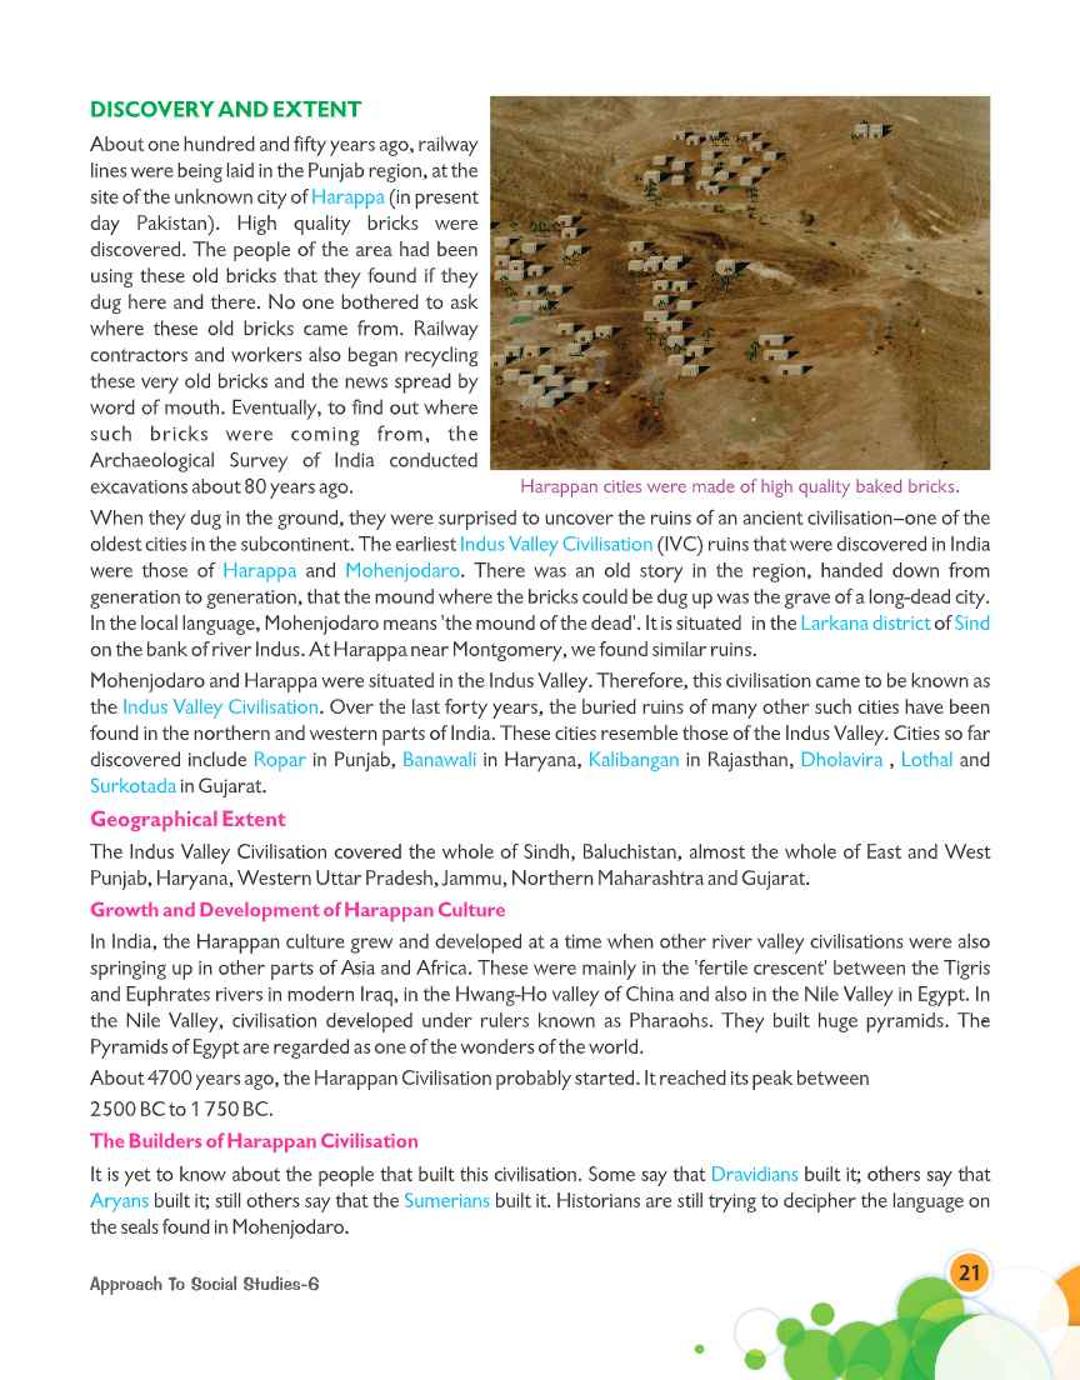 DISCOVERY AND EXTENT
About one hundred and fifty years ago, railway
lines were being laid in the Punjab region, at the
site of the unknown city of Harappa (in present
day Pakistan). High quality bricks were
discovered. The people of the area had been
using these old bricks that they found if they
dug here and there. No one bothered to ask
where these old bricks came from. Railway
contractors and workers also began recycling
these very old bricks and the news spread by
word of mouth. Eventually, to find out where
such bricks were coming from, the
Archaeological Survey of India conducted
excavations about 80 years ago.
Harappan cities were made of high quality baked bricks.
When they dug in the ground, they were surprised to uncover the ruins of an ancient civilisation–one of the
oldest cities in the subcontinent. The earliest Indus Valley Civilisation (IVC) ruins that were discovered in India
were those of Harappa and Mohenjodaro. There was an old story in the region, handed down from
generation to generation, that the mound where the bricks could be dug up was the grave of a long-dead city.
In the local language, Mohenjodaro means 'the mound of the dead'. It is situated in the Larkana district of Sind
on the bank of river Indus. At Harappa near Montgomery, we found similar ruins.
Mohenjodaro and Harappa were situated in the Indus Valley. Therefore, this civilisation came to be known as
the Indus Valley Civilisation. Over the last forty years, the buried ruins of many other such cities have been
found in the northern and western parts of India. These cities resemble those of the Indus Valley. Cities so far
discovered include Ropar in Punjab, Banawali in Haryana, Kalibangan in Rajasthan, Dholavira , Lothal and
Surkotada in Gujarat.
Geographical Extent
The Indus Valley Civilisation covered the whole of Sindh, Baluchistan, almost the whole of East and West
Punjab, Haryana, Western Uttar Pradesh, Jammu, Northern Maharashtra and Gujarat.
Growth and Development of Harappan Culture
In India, the Harappan culture grew and developed at a time when other river valley civilisations were also
springing up in other parts of Asia and Africa. These were mainly in the 'fertile crescent' between the Tigris
and Euphrates rivers in modern Iraq, in the Hwang-Ho valley of China and also in the Nile Valley in Egypt. In
the Nile Valley, civilisation developed under rulers known as Pharaohs. They built huge pyramids. The
Pyramids of Egypt are regarded as one of the wonders of the world.
About 4700 years ago, the Harappan Civilisation probably started. It reached its peak between
2500 BC to 1750 BC.
The Builders of Harappan Civilisation
It is yet to know about the people that built this civilisation. Some say that Dravidians built it; others say that
Aryans built it; still others say that the Sumerians built it. Historians are still trying to decipher the language on
the seals found in Mohenjodaro.
Approach To Social Studies-6
21